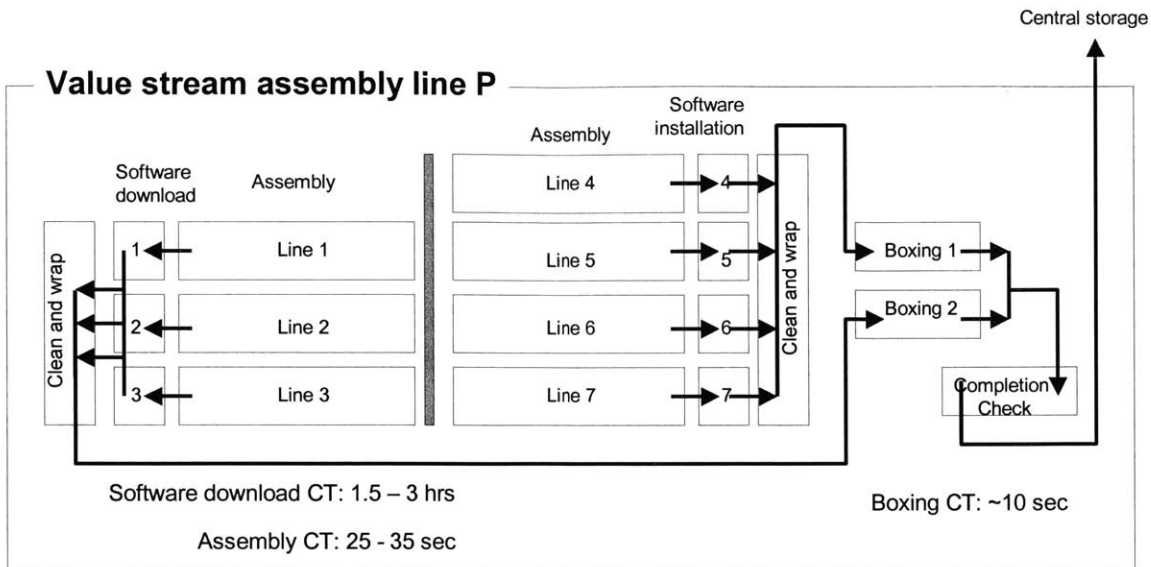 Central storage
Value stream assembly line P
Software
installation
Assembly
Software
download
Assembly
Line 4
4
Clean and wrap
1
Line 1
Line 5
5
Clean and wrap
Boxing 1
2
Line 2
Line 6
6
Boxing 2
3
Line 3
Line 7
7
Completion
Check
Software download CT: 1.5 – 3 hrs
Boxing CT: ~10 sec
Assembly CT: 25 - 35 sec